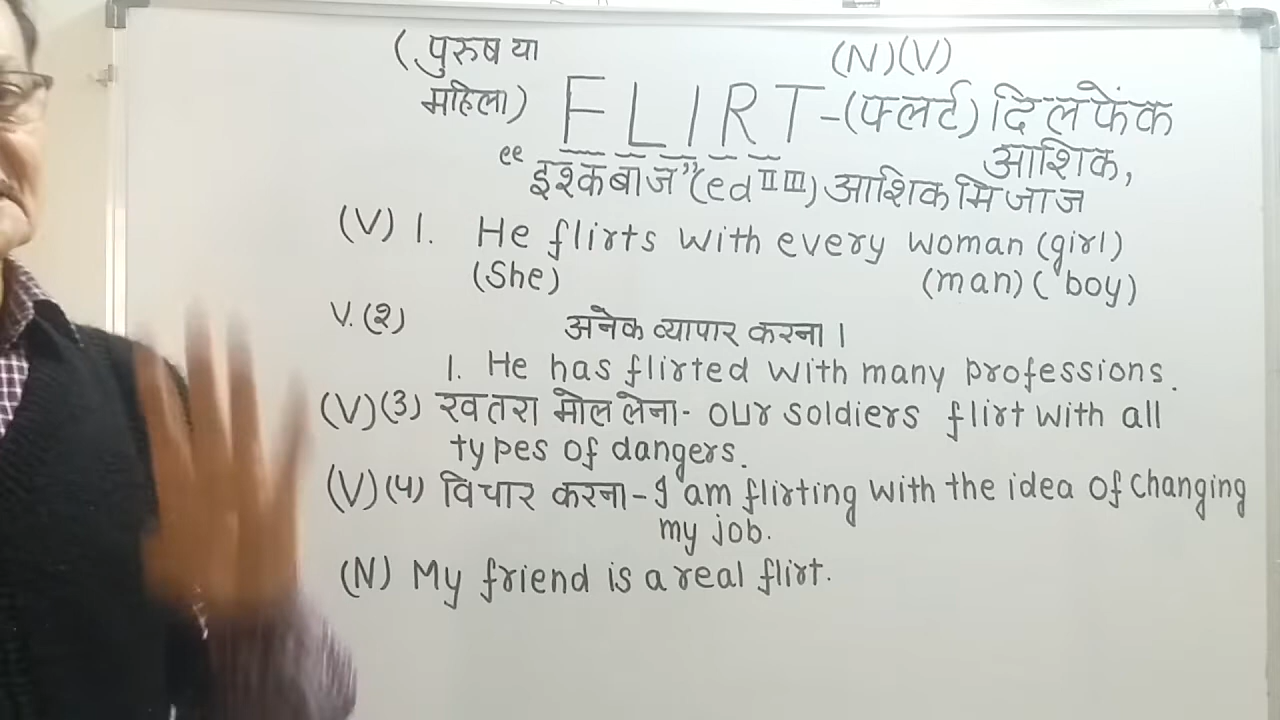 (पुरुष या (N)(V)
महिला) FLIRT-(फ्लर्ट) दिलफेंक
आशिक,
"इश्कबाज" (ed II III) आशिक मिजाज
(V) 1. He flirts with every woman (girl)
(She) (man) (boy)
V. (२) अनेक व्यापार करना।
1. He has flirted with many professions.
(V) (3) खतरा मोल लेना- our soldiers flirt with all
types of dangers.
(V) (4) विचार करना- I am flirting with the idea of changing
my job.
(N) My friend is a real flirt.